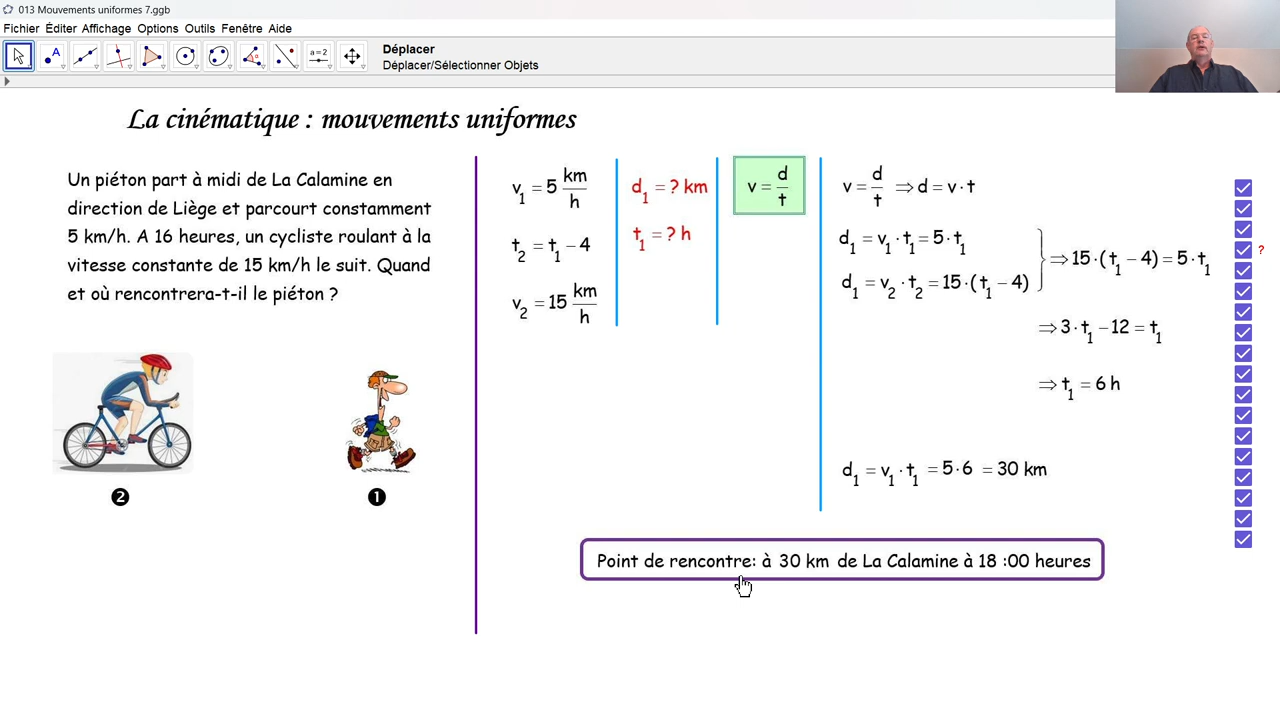 013 Mouvements uniformes 7.ggb
Fichier Éditer Affichage Options Outils Fenêtre Aide
A
a=2
Déplacer
Déplacer/Sélectionner Objets
La cinématique : mouvements uniformes
Un piéton part à midi de La Calamine en
direction de Liège et parcourt constamment
5 km/h. A 16 heures, un cycliste roulant à la
vitesse constante de 15 km/h le suit. Quand
et où rencontrera-t-il le piéton ?
❷
❶
v₁ = 5 km/h
t₂ = t₁ − 4
v₂ = 15 km/h
d₁ = ? km
t₁ = ? h
v = d/t
v = d/t ⇒ d = v · t
d₁ = v₁ · t₁ = 5 · t₁
d₁ = v₂ · t₂ = 15 · (t₁ − 4)
} ⇒ 15 · (t₁ − 4) = 5 · t₁
⇒ 3 · t₁ − 12 = t₁
⇒ t₁ = 6 h
d₁ = v₁ · t₁ = 5 · 6 = 30 km
Point de rencontre: à 30 km de La Calamine à 18 :00 heures
?